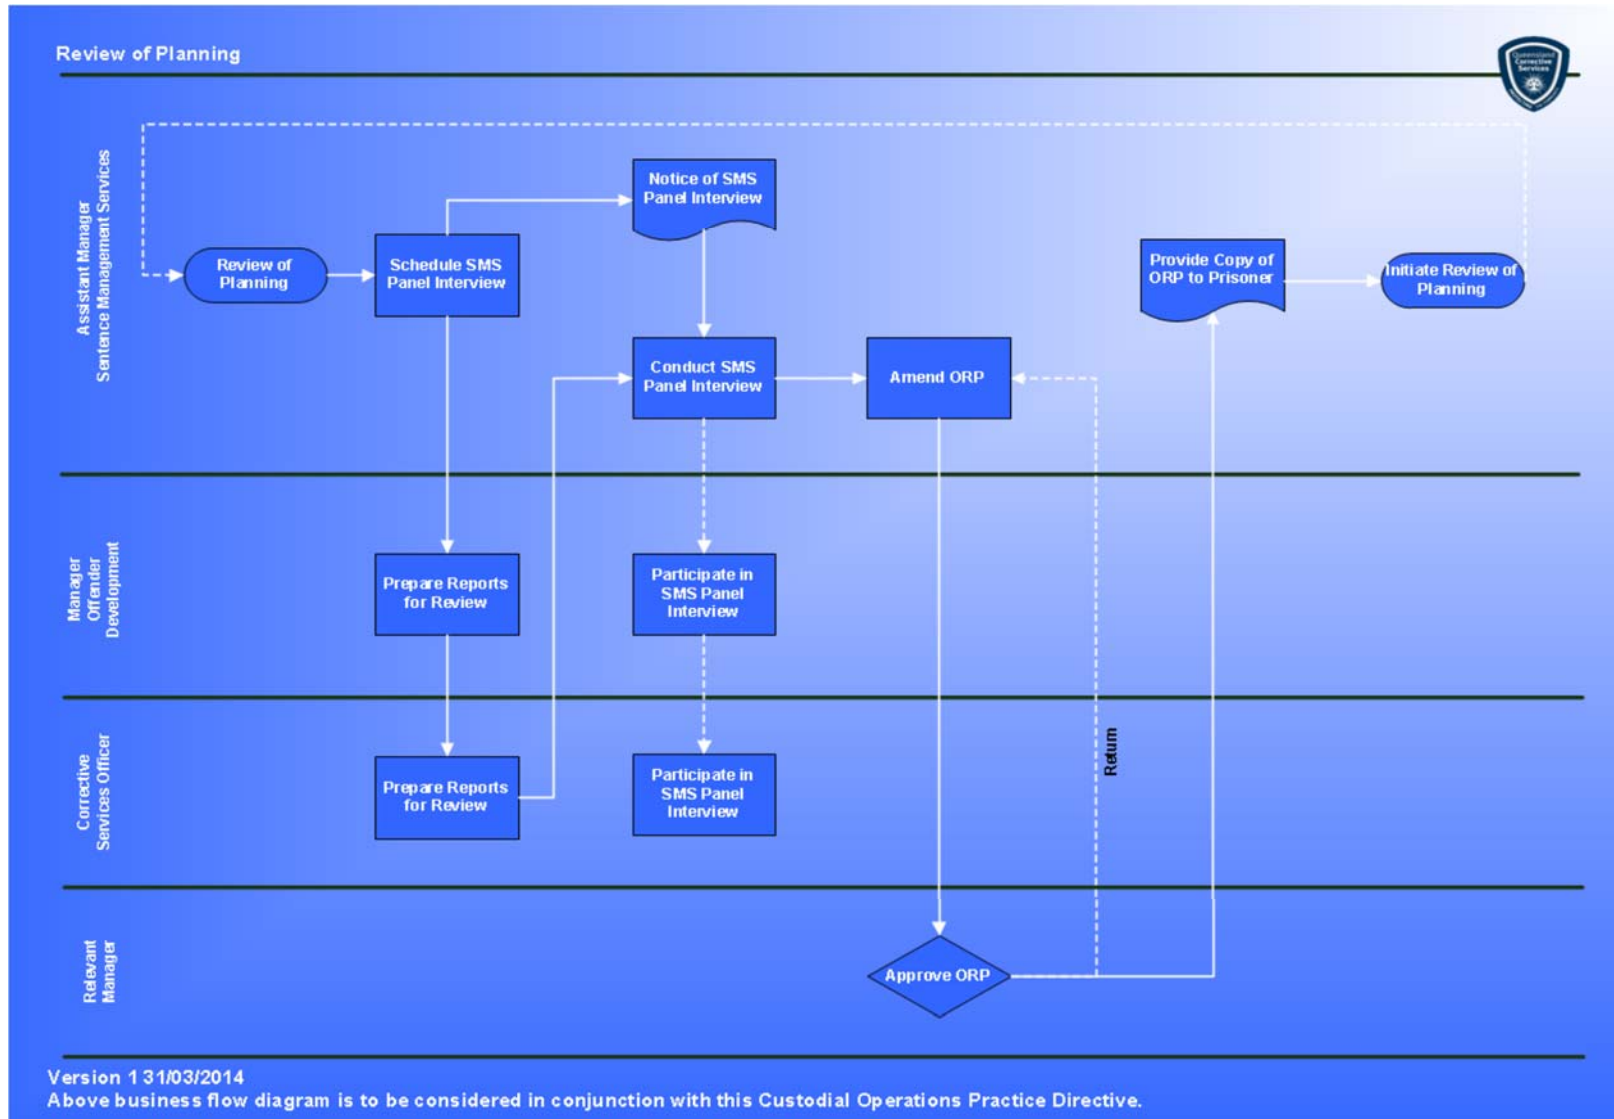 Review of Planning
Queensland
Corrective
Services
Assistant Manager
Sentence Management Services
Notice of SMS
Panel Interview
Review of
Planning
Schedule SMS
Panel Interview
Provide Copy of
ORP to Prisoner
Initiate Review of
Planning
Conduct SMS
Panel Interview
Amend ORP
Manager
Offender
Development
Prepare Reports
for Review
Participate in
SMS Panel
Interview
Corrective
Services Officer
Prepare Reports
for Review
Participate in
SMS Panel
Interview
Return
Relevant
Manager
Approve ORP
Version 1 31/03/2014
Above business flow diagram is to be considered in conjunction with this Custodial Operations Practice Directive.